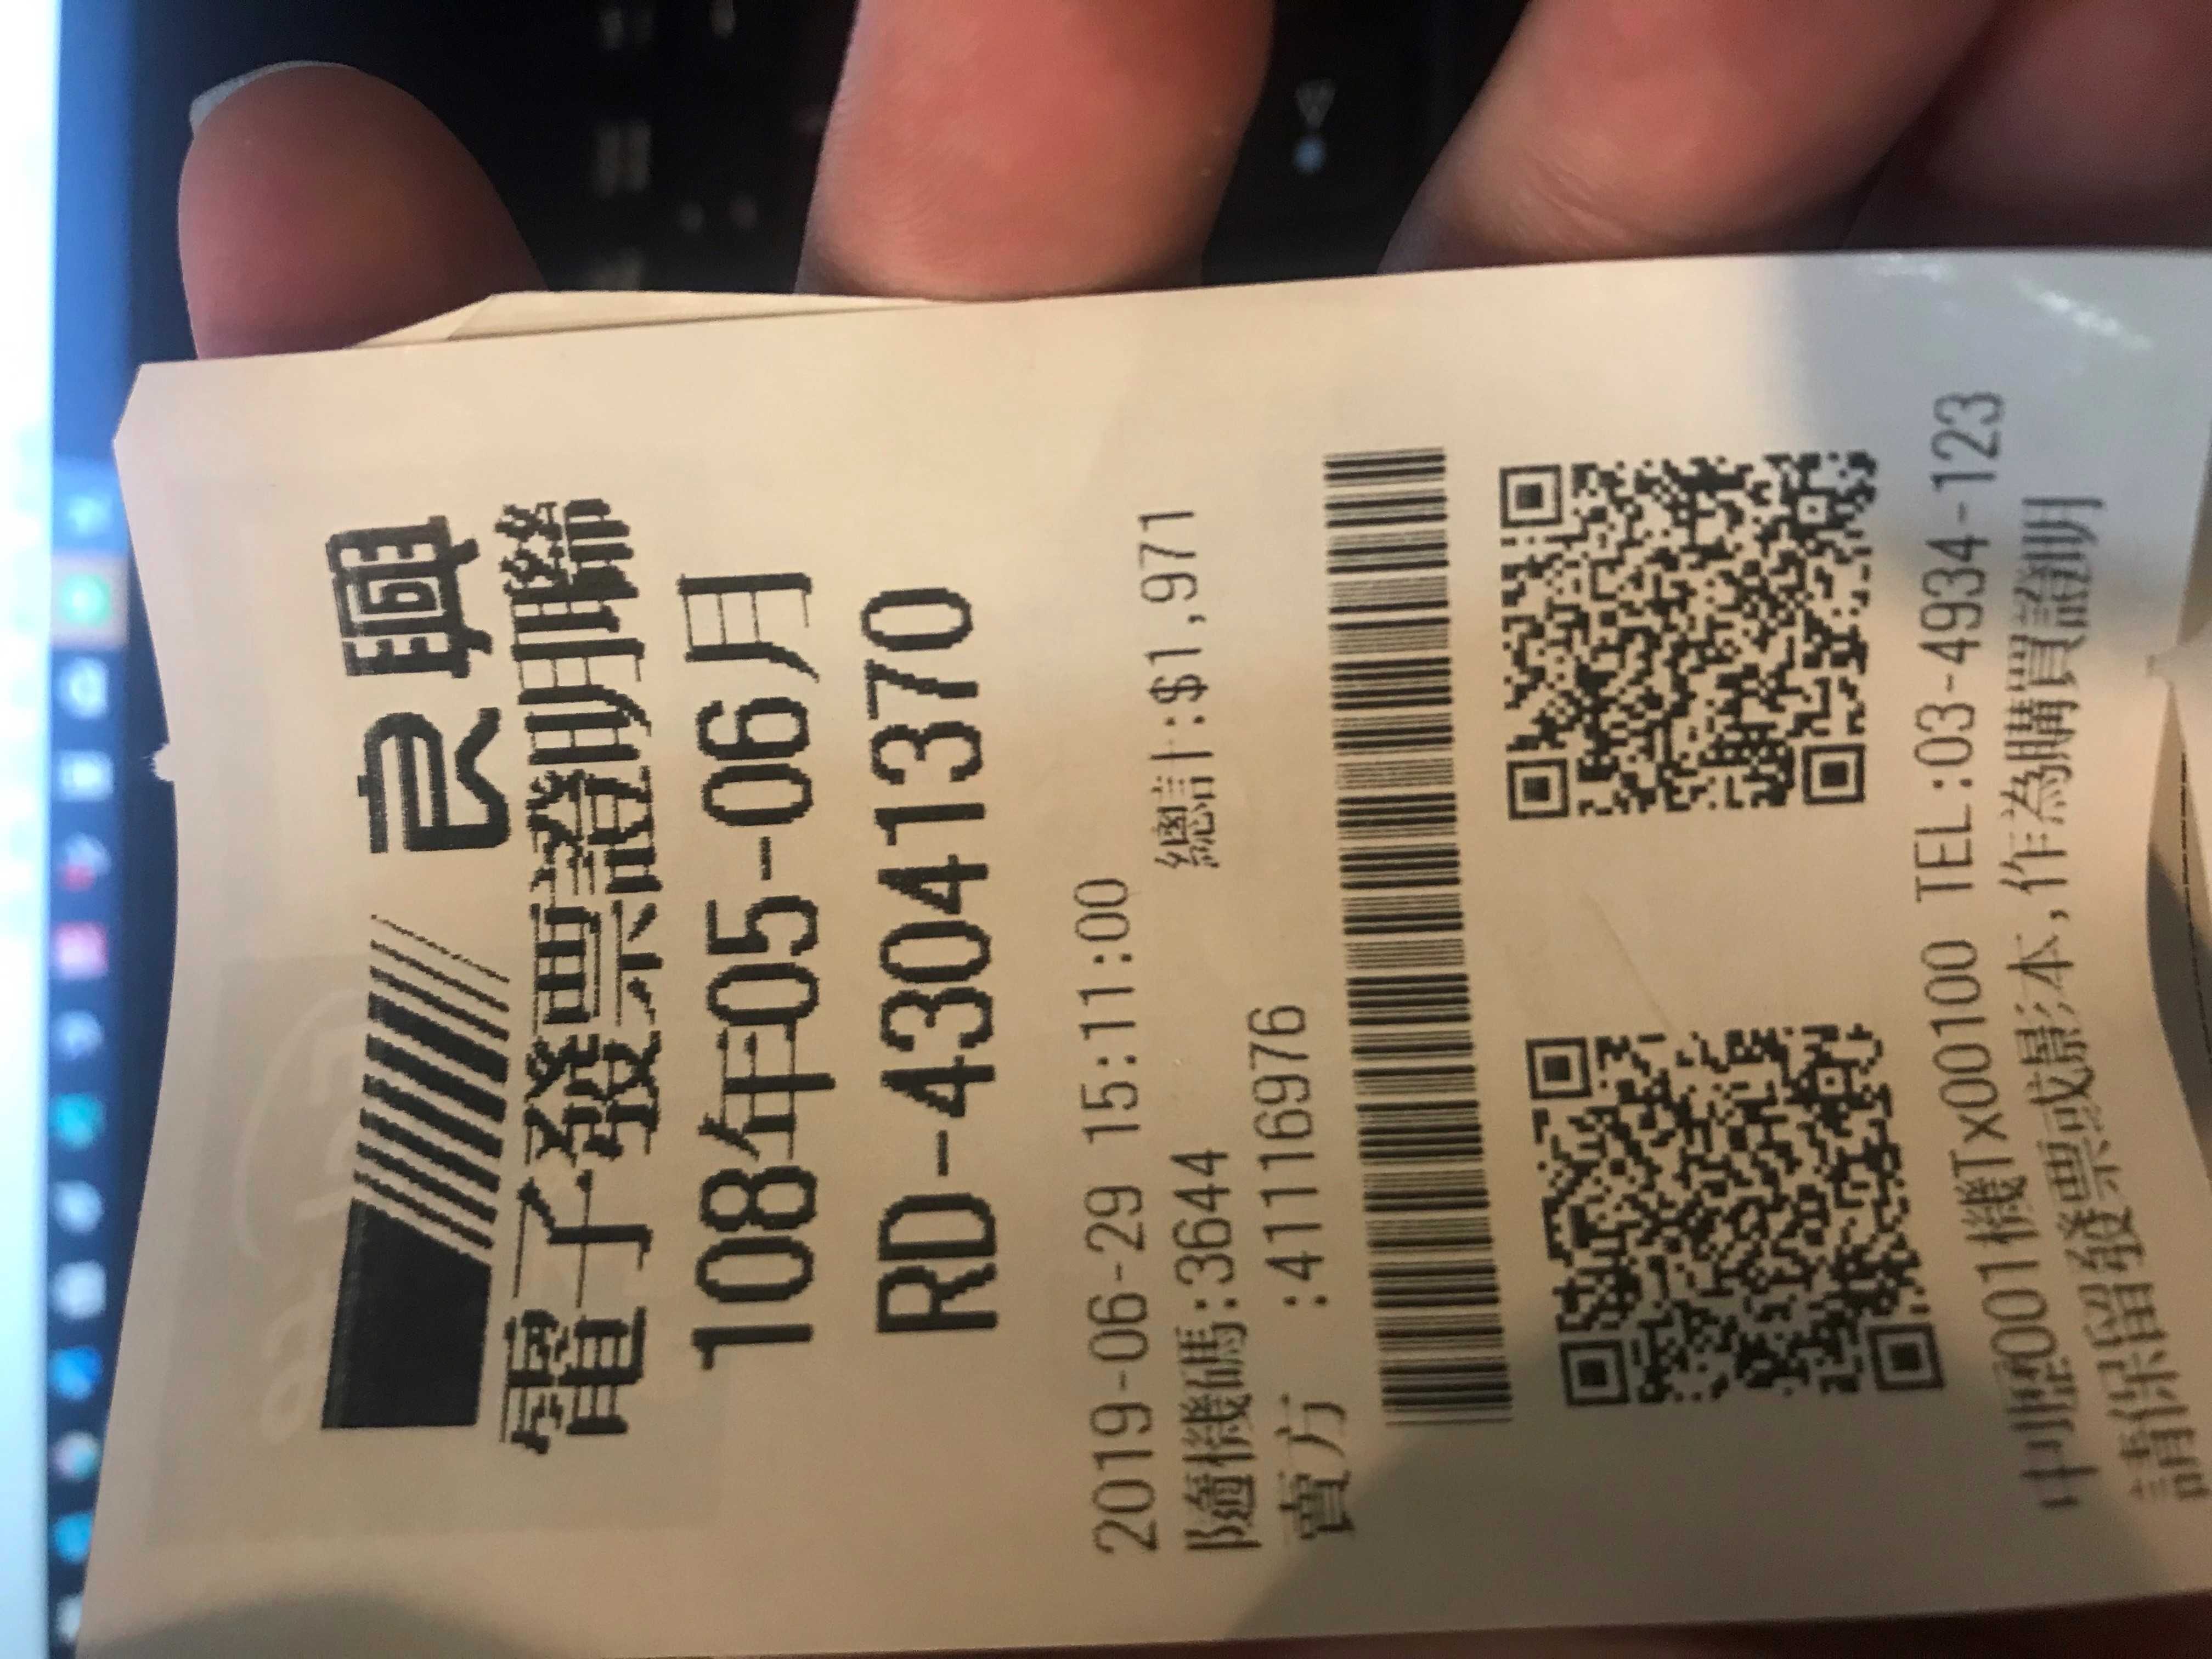 良興
電子發票證明聯
108年05-06月
RD-43041370
2019-06-29 15:11:00
隨機碼:3644 總計:$1,971
賣方 :41116976
中壢001機Tx00100 TEL:03-4934-123
請保留發票或影本,作為購買證明